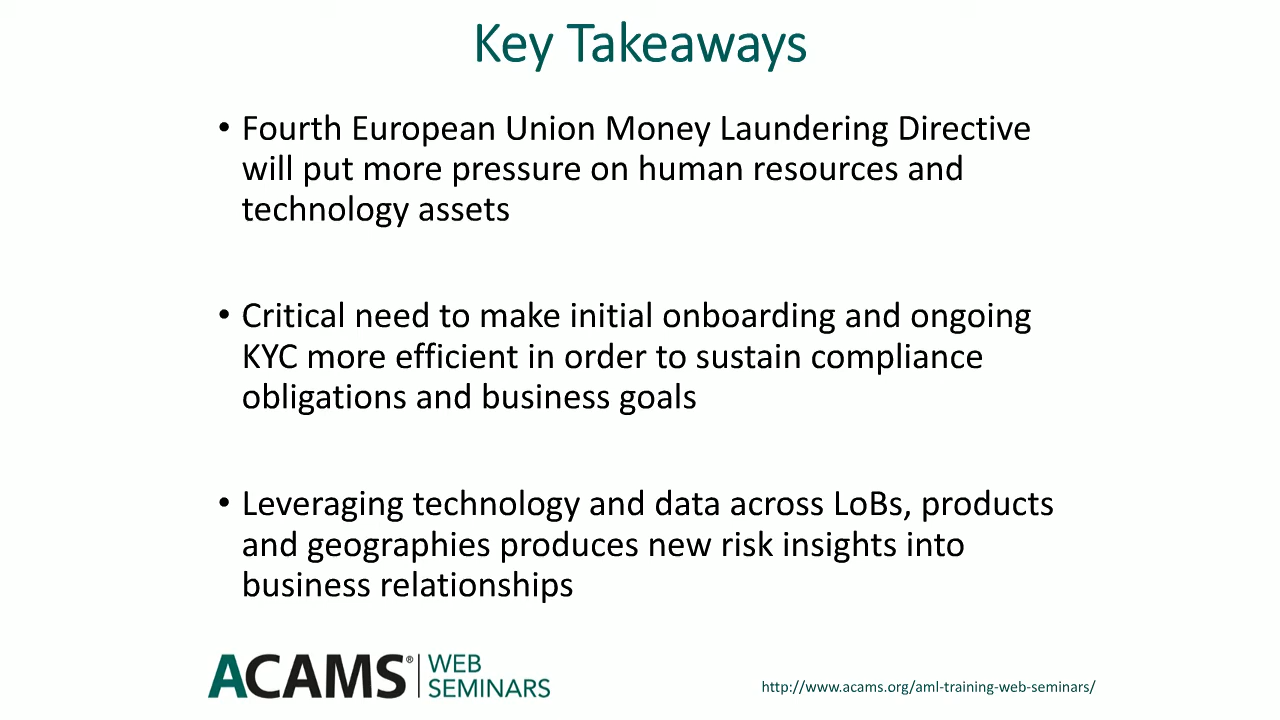 Key Takeaways
• Fourth European Union Money Laundering Directive
will put more pressure on human resources and
technology assets
• Critical need to make initial onboarding and ongoing
KYC more efficient in order to sustain compliance
obligations and business goals
• Leveraging technology and data across LoBs, products
and geographies produces new risk insights into
business relationships
ACAMS® WEB
SEMINARS
http://www.acams.org/aml-training-web-seminars/